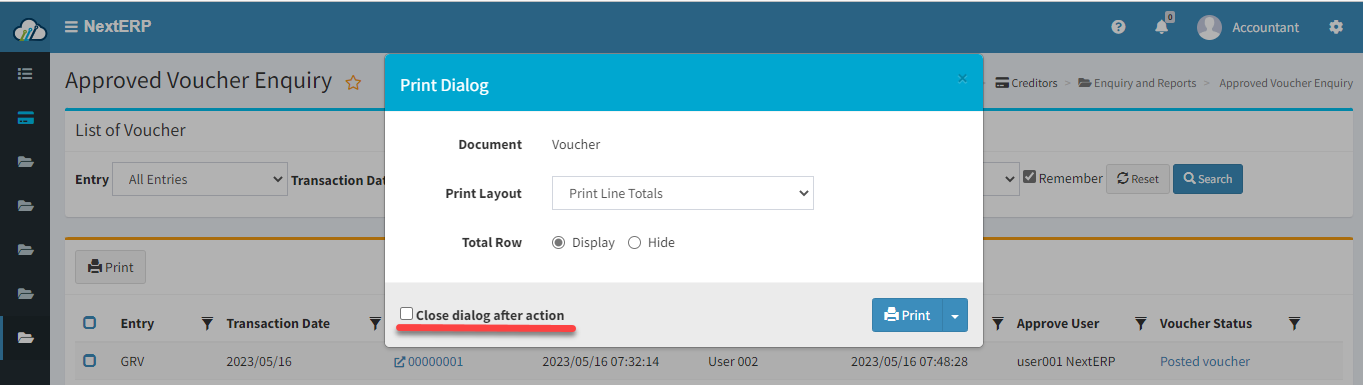 NextERP
0
Accountant
Approved Voucher Enquiry
Creditors > Enquiry and Reports > Approved Voucher Enquiry
Print Dialog
×
List of Voucher
Document Voucher
Entry All Entries Transaction Dat
Remember Reset Search
Print Layout Print Line Totals
Total Row Display Hide
Print
Close dialog after action
Print
Entry Transaction Date Approve User Voucher Status
GRV 2023/05/16 00000001 2023/05/16 07:32:14 User 002 2023/05/16 07:48:28 user001 NextERP Posted voucher